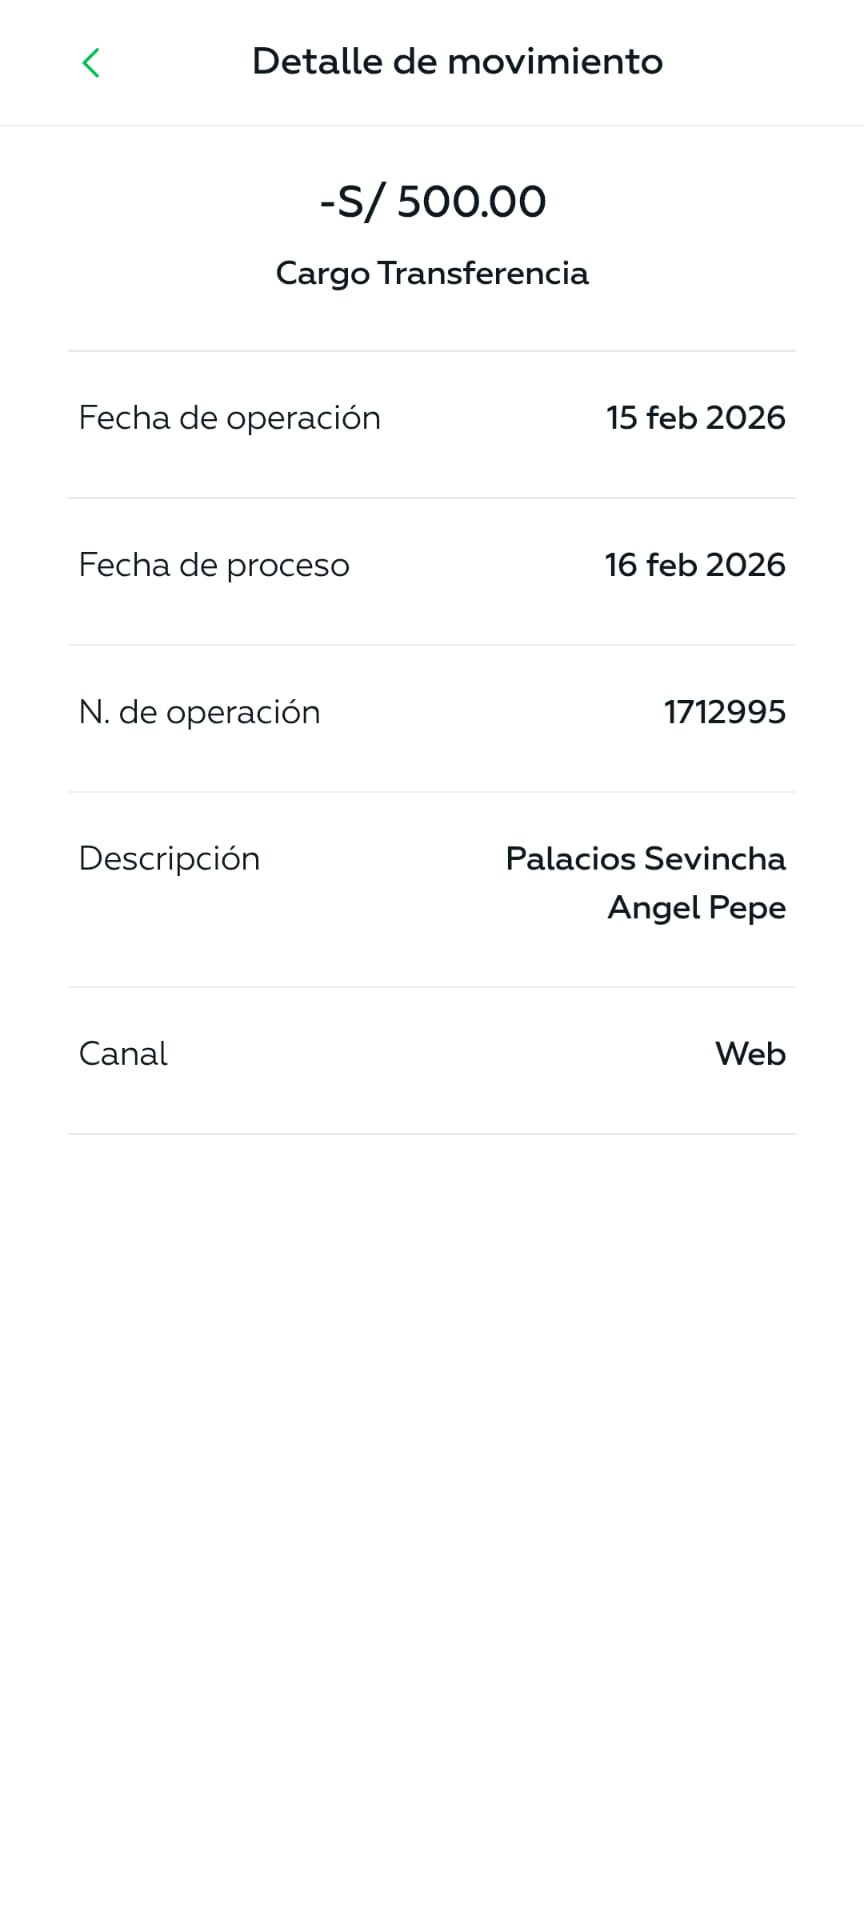 Detalle de movimiento
-S/ 500.00
Cargo Transferencia
Fecha de operación 15 feb 2026
Fecha de proceso 16 feb 2026
N. de operación 1712995
Descripción Palacios Sevincha
Angel Pepe
Canal Web